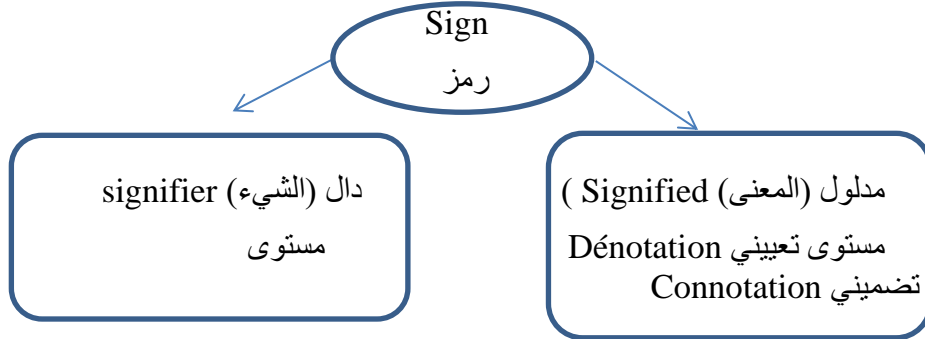 Sign
رمز
مدلول (المعنى) Signified )
مستوى تعييني Dénotation
تضميني Connotation
دال (الشيء) signifier
مستوى